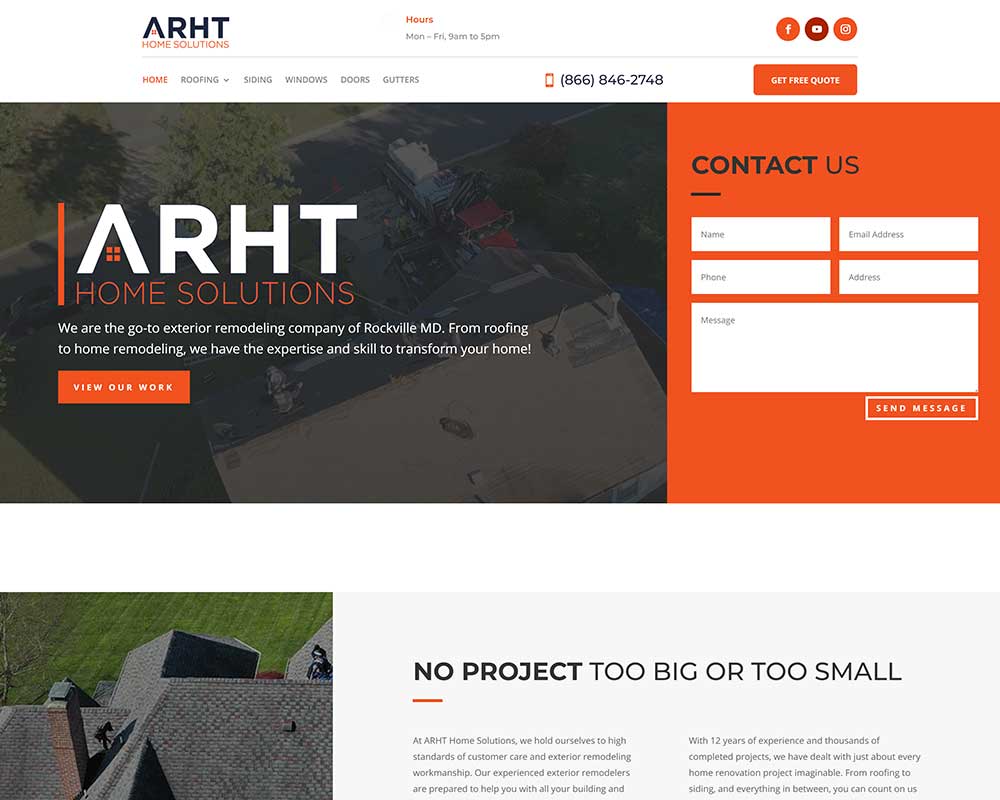 ARHT
HOME SOLUTIONS
Hours
Mon – Fri, 9am to 5pm
HOME ROOFING SIDING WINDOWS DOORS GUTTERS
(866) 846-2748
GET FREE QUOTE
ARHT
HOME SOLUTIONS
We are the go-to exterior remodeling company of Rockville MD. From roofing
to home remodeling, we have the expertise and skill to transform your home!
VIEW OUR WORK
CONTACT US
Name
Email Address
Phone
Address
Message
SEND MESSAGE
NO PROJECT TOO BIG OR TOO SMALL
At ARHT Home Solutions, we hold ourselves to high
standards of customer care and exterior remodeling
workmanship. Our experienced exterior remodelers
are prepared to help you with all your building and
With 12 years of experience and thousands of
completed projects, we have dealt with just about every
home renovation project imaginable. From roofing to
siding, and everything in between, you can count on us